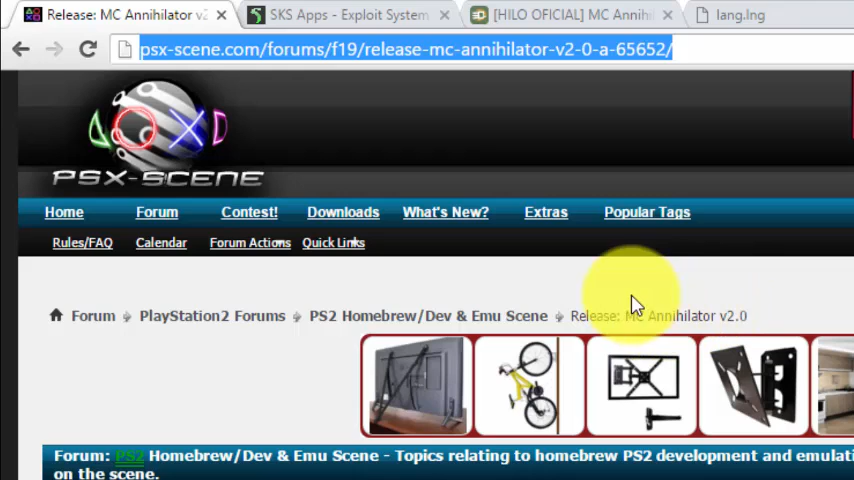 Release: MC Annihilator v2
SKS Apps - Exploit System
[HILO OFICIAL] MC Annihil
lang.lng
psx-scene.com/forums/f19/release-mc-annihilator-v2-0-a-65652/
PSX-SCENE
Home Forum Contest! Downloads What's New? Extras Popular Tags
Rules/FAQ Calendar Forum Actions Quick Links
Forum PlayStation2 Forums PS2 Homebrew/Dev & Emu Scene Release: MC Annihilator v2.0
Forum: PS2 Homebrew/Dev & Emu Scene - Topics relating to homebrew PS2 development and emulati
on the scene.